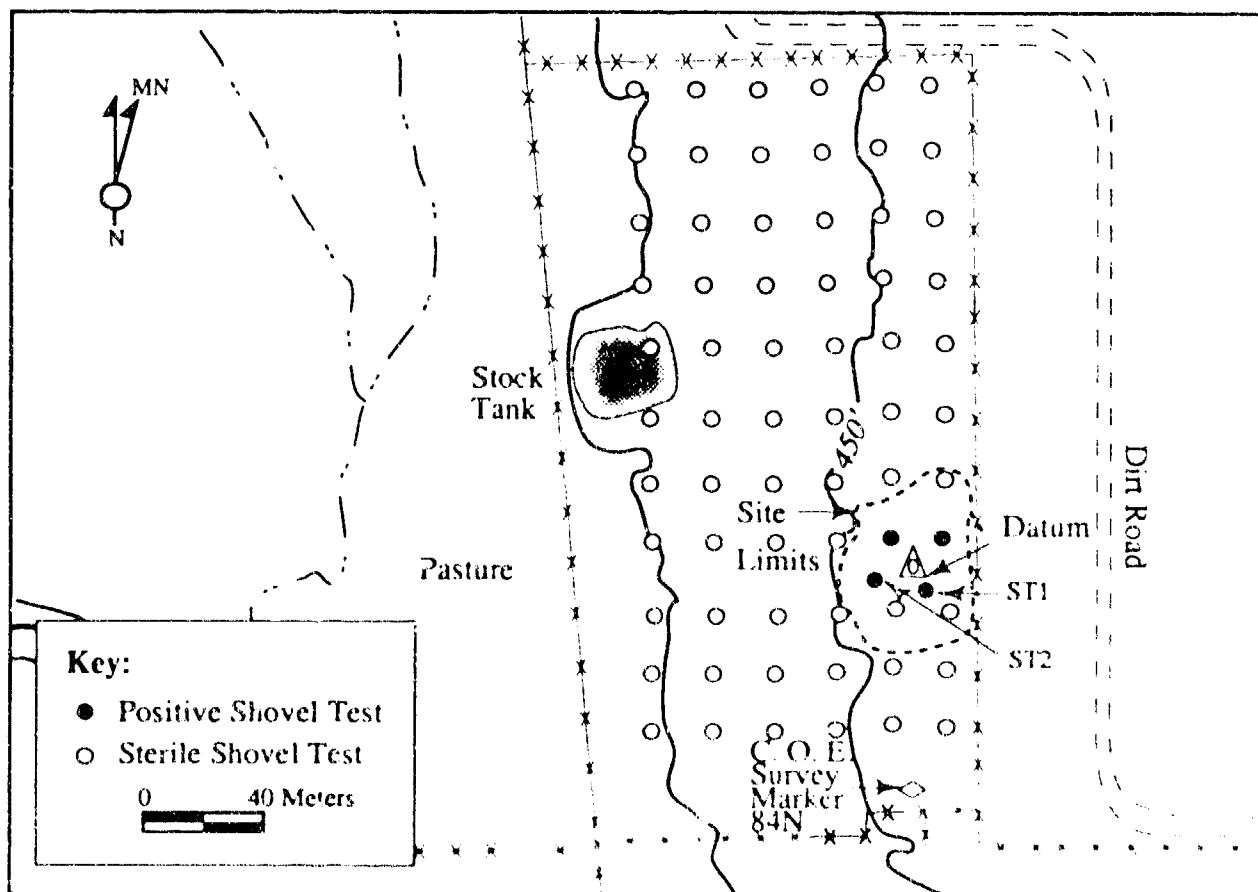 MN
N
Stock
Tank
450'
Site
Limits
Datum
Dirt Road
Pasture
ST1
ST2
C. O. E.
Survey
Marker
84N
Key:
Positive Shovel Test
Sterile Shovel Test
0 40 Meters